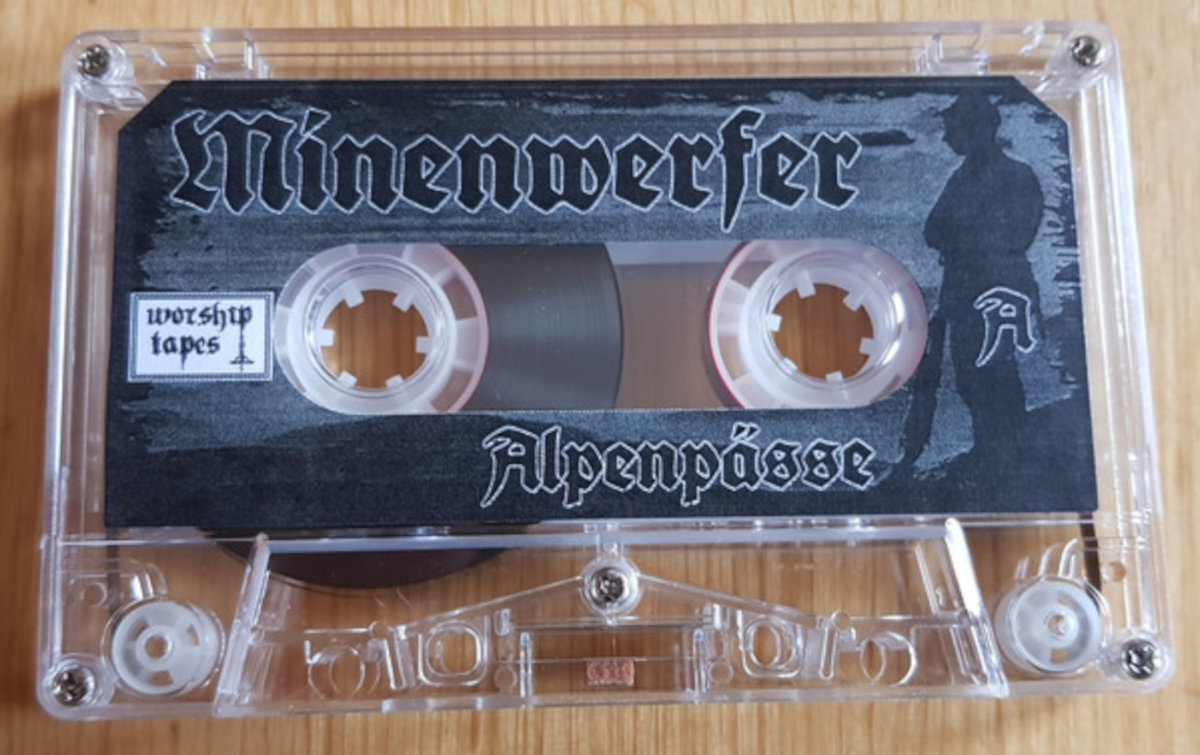 Minenwerfer
worship
tapes
A
Alpenpässe